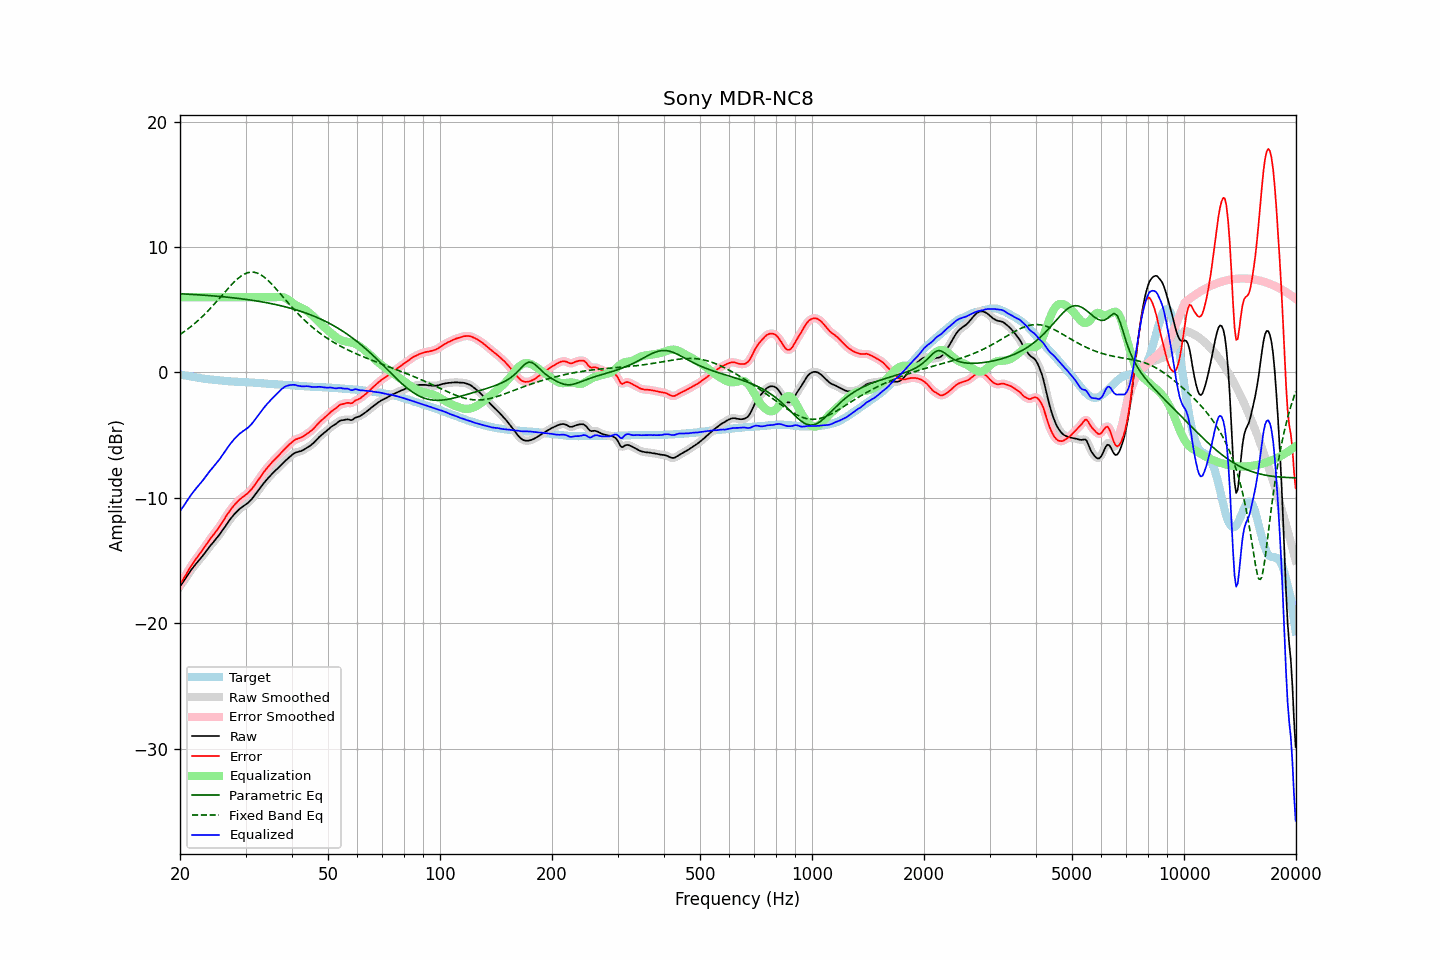 Sony MDR-NC8
20
10
0
−10
−20
−30
Amplitude (dBr)
Target
Raw Smoothed
Error Smoothed
Raw
Error
Equalization
Parametric Eq
Fixed Band Eq
Equalized
20 50 100 200 500 1000 2000 5000 10000 20000
Frequency (Hz)